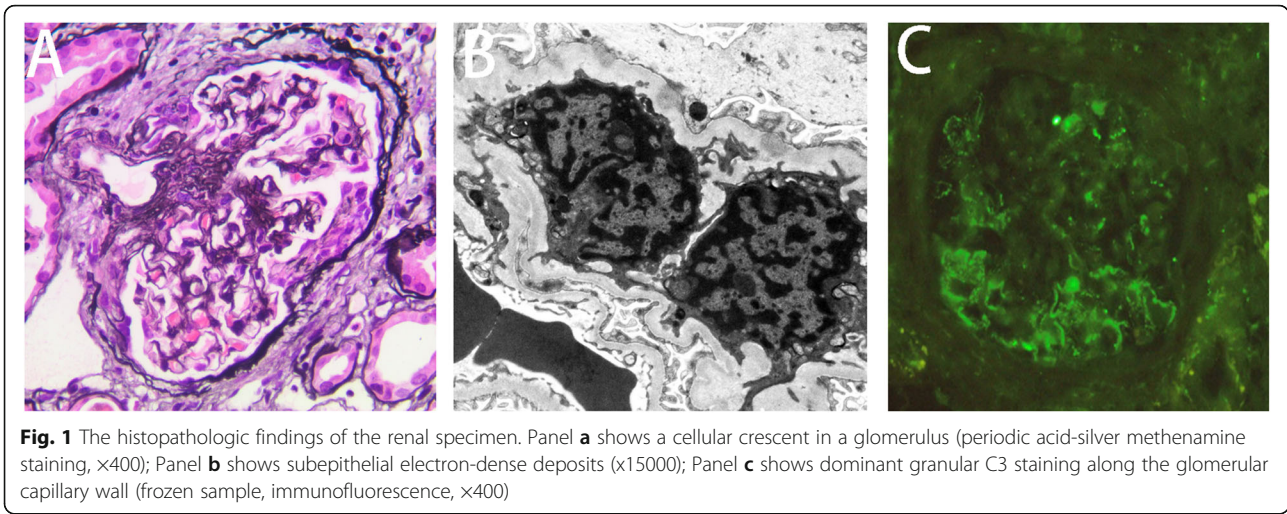 A
B
C
Fig. 1 The histopathologic findings of the renal specimen. Panel a shows a cellular crescent in a glomerulus (periodic acid-silver methenamine
staining, ×400); Panel b shows subepithelial electron-dense deposits (x15000); Panel c shows dominant granular C3 staining along the glomerular
capillary wall (frozen sample, immunofluorescence, ×400)